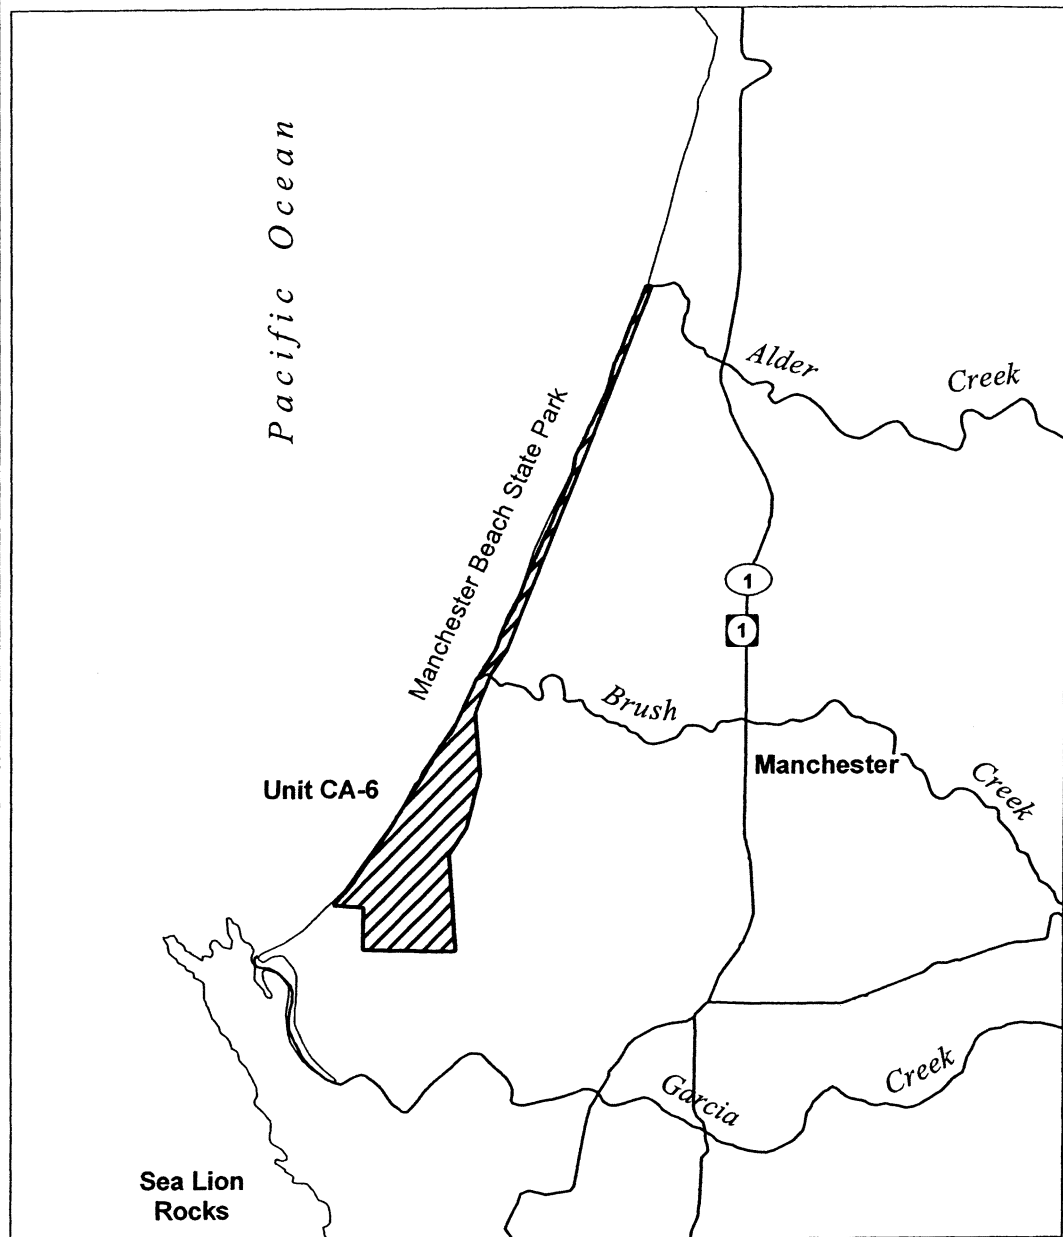 Pacific Ocean
Alder Creek
Manchester Beach State Park
1
1
Brush Creek
Manchester
Unit CA-6
Garcia Creek
Sea Lion
Rocks